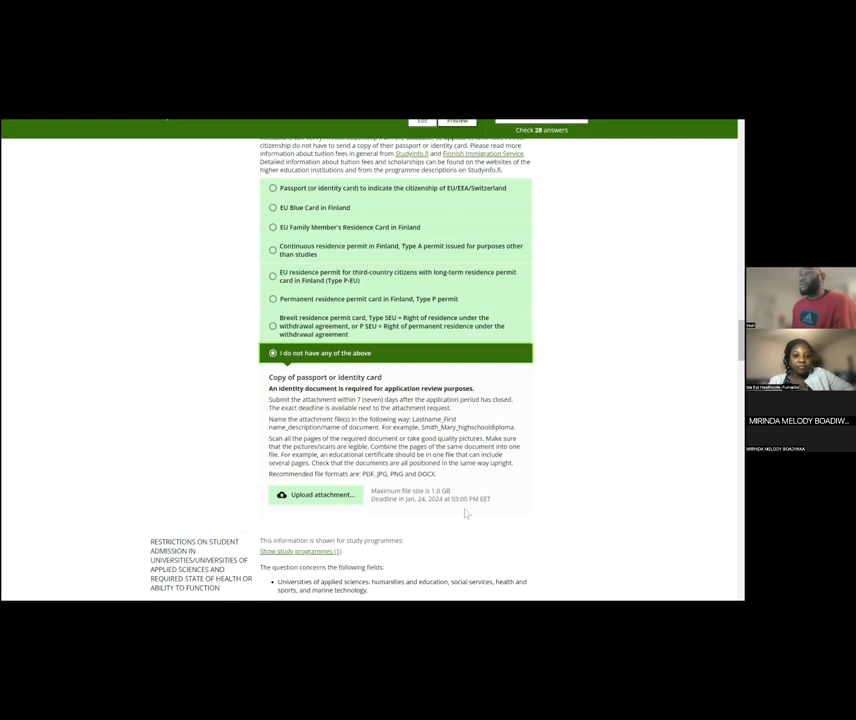 Edit
Preview
Check 28 answers
citizenship do not have to send a copy of their passport or identity card. Please read more
information about tuition fees in general from Studyinfo.fi and Finnish Immigration Service.
Detailed information about tuition fees and scholarships can be found on the websites of the
higher education institutions and from the programme descriptions on Studyinfo.fi.
Passport (or identity card) to indicate the citizenship of EU/EEA/Switzerland
EU Blue Card in Finland
EU Family Member's Residence Card in Finland
Continuous residence permit in Finland, Type A permit issued for purposes other
than studies
EU residence permit for third-country citizens with long-term residence permit
card in Finland (Type P-EU)
Permanent residence permit card in Finland, Type P permit
Brexit residence permit card, Type SEU = Right of residence under the
withdrawal agreement, or P SEU = Right of permanent residence under the
withdrawal agreement
I do not have any of the above
Copy of passport or identity card
An identity document is required for application review purposes.
Submit the attachment within 7 (seven) days after the application period has closed.
The exact deadline is available next to the attachment request.
Name the attachment file(s) in the following way: Lastname_First
name_description/name of document. For example, Smith_Mary_highschooldiploma.
Scan all the pages of the required document or take good quality pictures. Make sure
that the pictures/scans are legible. Combine the pages of the same document into one
file. For example, an educational certificate should be in one file that can include
several pages. Check that the documents are all positioned in the same way upright.
Recommended file formats are: PDF, JPG, PNG and DOCX.
Upload attachment...
Maximum file size is 1.0 GB
Deadline in Jan. 24, 2024 at 03:00 PM EET
RESTRICTIONS ON STUDENT
ADMISSION IN
UNIVERSITIES/UNIVERSITIES OF
APPLIED SCIENCES AND
REQUIRED STATE OF HEALTH OR
ABILITY TO FUNCTION
This information is shown for study programmes:
Show study programmes (1)
The question concerns the following fields:
Universities of applied sciences: humanities and education, social services, health and
sports, and marine technology.
MIRINDA MELODY BOADIW...
MIRINDA MELODY BOADIWAA